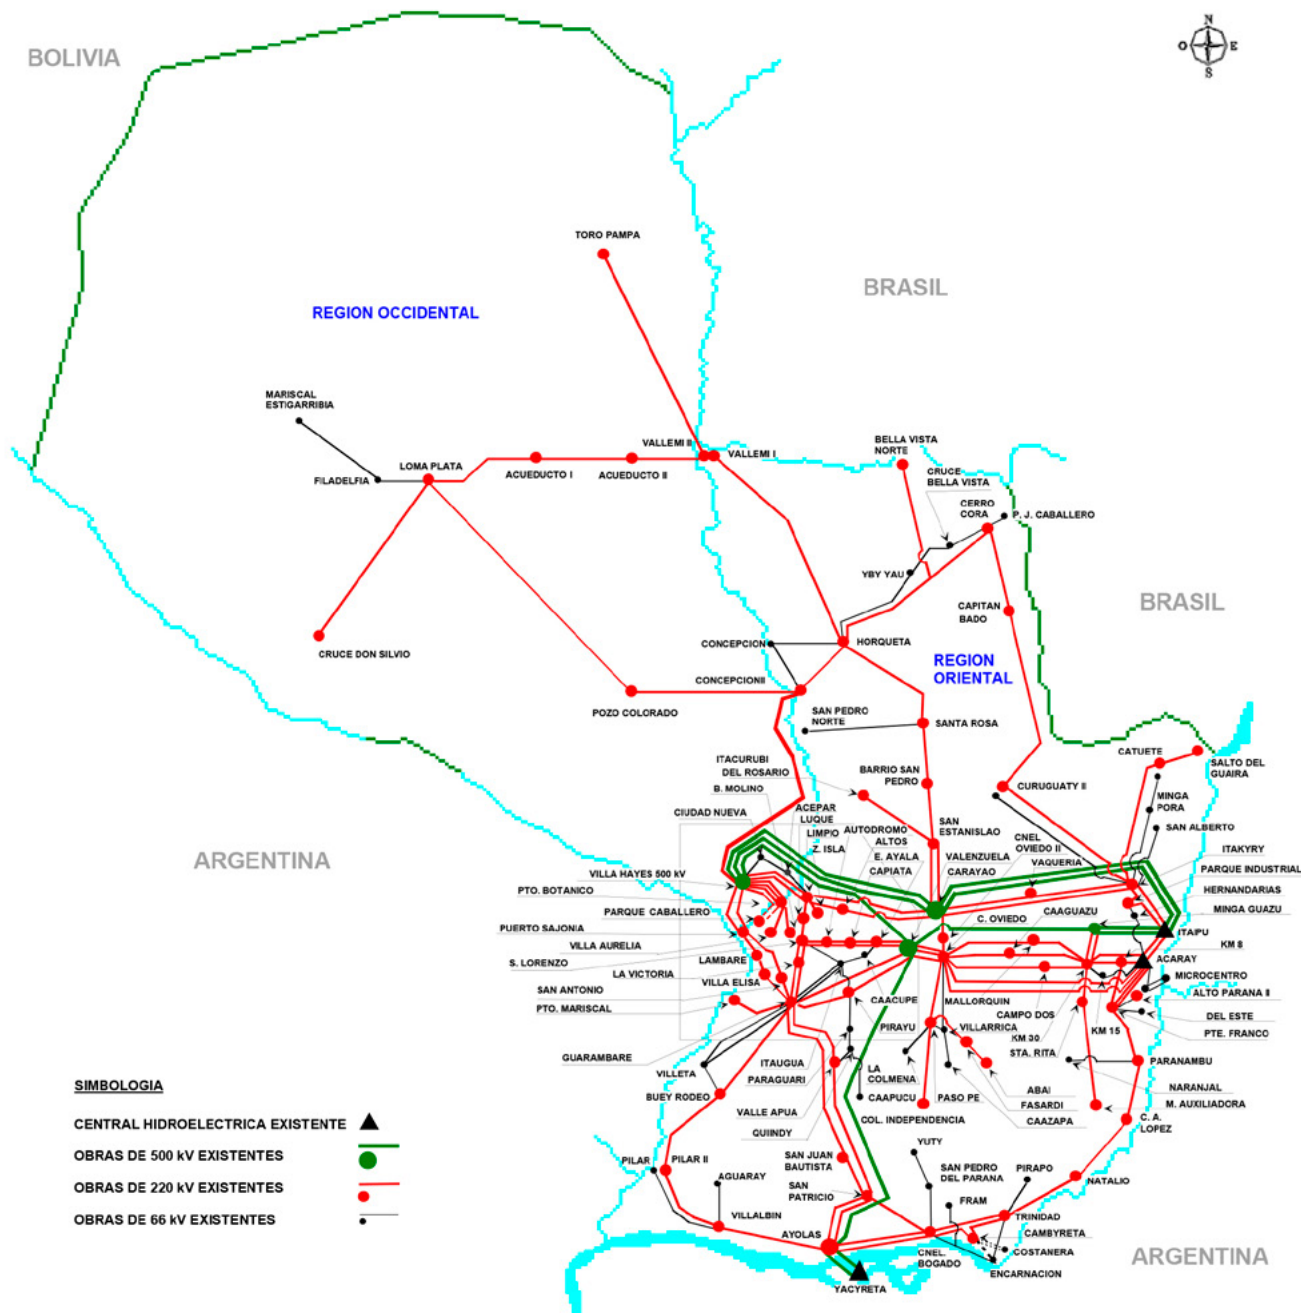 N
O
E
S
BOLIVIA
TORO PAMPA
BRASIL
REGION OCCIDENTAL
MARISCAL
ESTIGARRIBIA
VALLEMI II
VALLEMI I
BELLA VISTA
NORTE
CRUCE
BELLA VISTA
LOMA PLATA
FILADELFIA
ACUEDUCTO I
ACUEDUCTO II
CERRO
CORA
P. J. CABALLERO
YBY YAU
BRASIL
CAPITAN
BADO
CRUCE DON SILVIO
CONCEPCION
HORQUETA
REGION
ORIENTAL
CONCEPCIONII
POZO COLORADO
SAN PEDRO
NORTE
SANTA ROSA
CATUETE
SALTO DEL
GUAIRA
ITACURUBI
DEL ROSARIO
BARRIO SAN
PEDRO
CURUGUATY II
B. MOLINO
MINGA
PORA
CIUDAD NUEVA
ACEPAR
LUQUE
LIMPIO
Z. ISLA
AUTODROMO
ALTOS
E. AYALA
CAPIATA
SAN
ESTANISLAO
CNEL
OVIEDO II
VALENZUELA
CARAYAO
VAQUERIA
SAN ALBERTO
ITAKYRY
PARQUE INDUSTRIAL
HERNANDARIAS
MINGA GUAZU
ARGENTINA
VILLA HAYES 500 kV
PTO. BOTANICO
PARQUE CABALLERO
PUERTO SAJONIA
VILLA AURELIA
S. LORENZO
LAMBARE
LA VICTORIA
VILLA ELISA
SAN ANTONIO
PTO. MARISCAL
C. OVIEDO
CAAGUAZU
ITAIPU
KM 8
ACARAY
MICROCENTRO
ALTO PARANA II
DEL ESTE
PTE. FRANCO
CAACUPE
MALLORQUIN
CAMPO DOS
KM 30
KM 15
STA. RITA
PIRAYU
VILLARRICA
GUARAMBARE
ITAUGUA
PARAGUARI
LA
COLMENA
PARANAMBU
VILLETA
NARANJAL
SIMBOLOGIA
BUEY RODEO
VALLE APUA
CAAPUCU
PASO PE
ABAI
FASARDI
M. AUXILIADORA
COL. INDEPENDENCIA
CAAZAPA
C. A.
LOPEZ
CENTRAL HIDROELECTRICA EXISTENTE
QUIINDY
YUTY
OBRAS DE 500 kV EXISTENTES
PILAR
PILAR II
SAN JUAN
BAUTISTA
AGUARAY
SAN PEDRO
DEL PARANA
PIRAPO
NATALIO
OBRAS DE 220 kV EXISTENTES
SAN
PATRICIO
FRAM
OBRAS DE 66 kV EXISTENTES
VILLALBIN
TRINIDAD
AYOLAS
CAMBYRETA
COSTANERA
CNEL.
BOGADO
ENCARNACION
ARGENTINA
YACYRETA